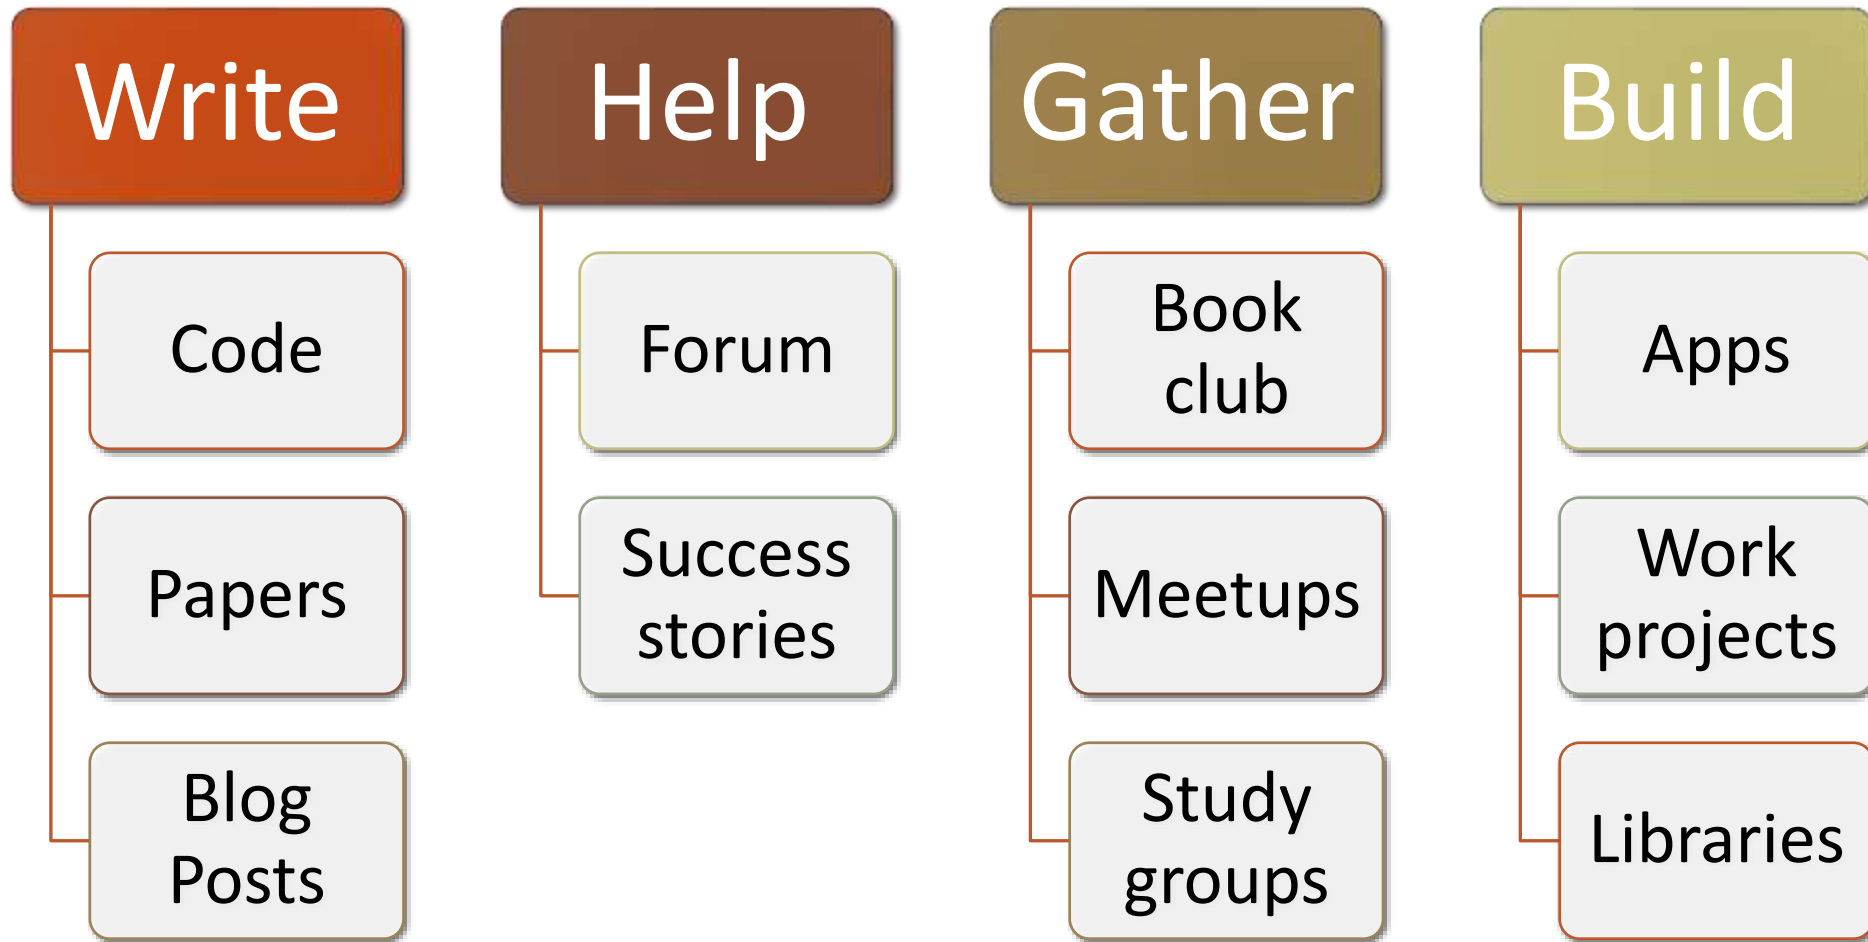 Write
Code
Papers
Blog
Posts
Help
Forum
Success
stories
Gather
Book
club
Meetups
Study
groups
Build
Apps
Work
projects
Libraries